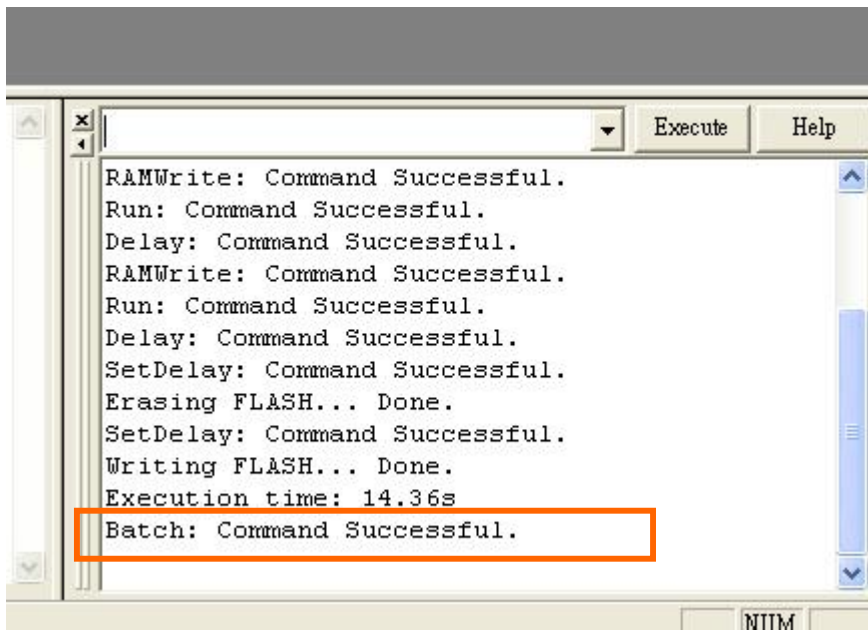 Execute Help
RAMWrite: Command Successful.
Run: Command Successful.
Delay: Command Successful.
RAMWrite: Command Successful.
Run: Command Successful.
Delay: Command Successful.
SetDelay: Command Successful.
Erasing FLASH... Done.
SetDelay: Command Successful.
Writing FLASH... Done.
Execution time: 14.36s
Batch: Command Successful.
NUM